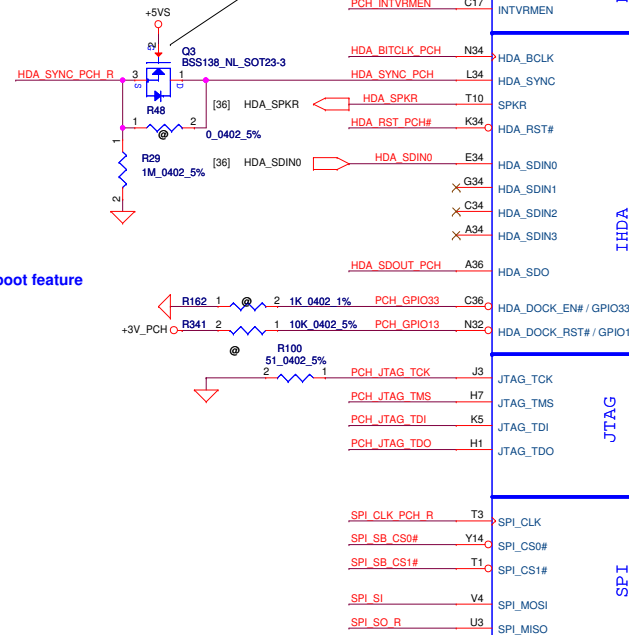 PCH_INTVRMEN C17 INTVRMEN
+5VS
2
G
Q3
BSS138_NL_SOT23-3
HDA_SYNC_PCH_R 3 1
S D
HDA_BITCLK_PCH N34 HDA_BCLK
HDA_SYNC_PCH L34 HDA_SYNC
[36] HDA_SPKR HDA_SPKR T10 SPKR
R48
1 2 0_0402_5%
@
HDA_RST_PCH# K34 HDA_RST#
1
R29
1M_0402_5%
2
[36] HDA_SDIN0 HDA_SDIN0 E34 HDA_SDIN0
G34 HDA_SDIN1
C34 HDA_SDIN2
A34 HDA_SDIN3
IHDA
HDA_SDOUT_PCH A36 HDA_SDO
boot feature
R162 1 @ 2 1K_0402_1% PCH_GPIO33 C36 HDA_DOCK_EN# / GPIO33
+3V_PCH R341 2 1 10K_0402_5% PCH_GPIO13 N32 HDA_DOCK_RST# / GPIO1
@
R100
51_0402_5%
2 1 PCH_JTAG_TCK J3 JTAG_TCK
PCH_JTAG_TMS H7 JTAG_TMS
PCH_JTAG_TDI K5 JTAG_TDI
PCH_JTAG_TDO H1 JTAG_TDO
JTAG
SPI_CLK_PCH_R T3 SPI_CLK
SPI_SB_CS0# Y14 SPI_CS0#
SPI_SB_CS1# T1 SPI_CS1#
SPI
SPI_SI V4 SPI_MOSI
SPI_SO_R U3 SPI_MISO